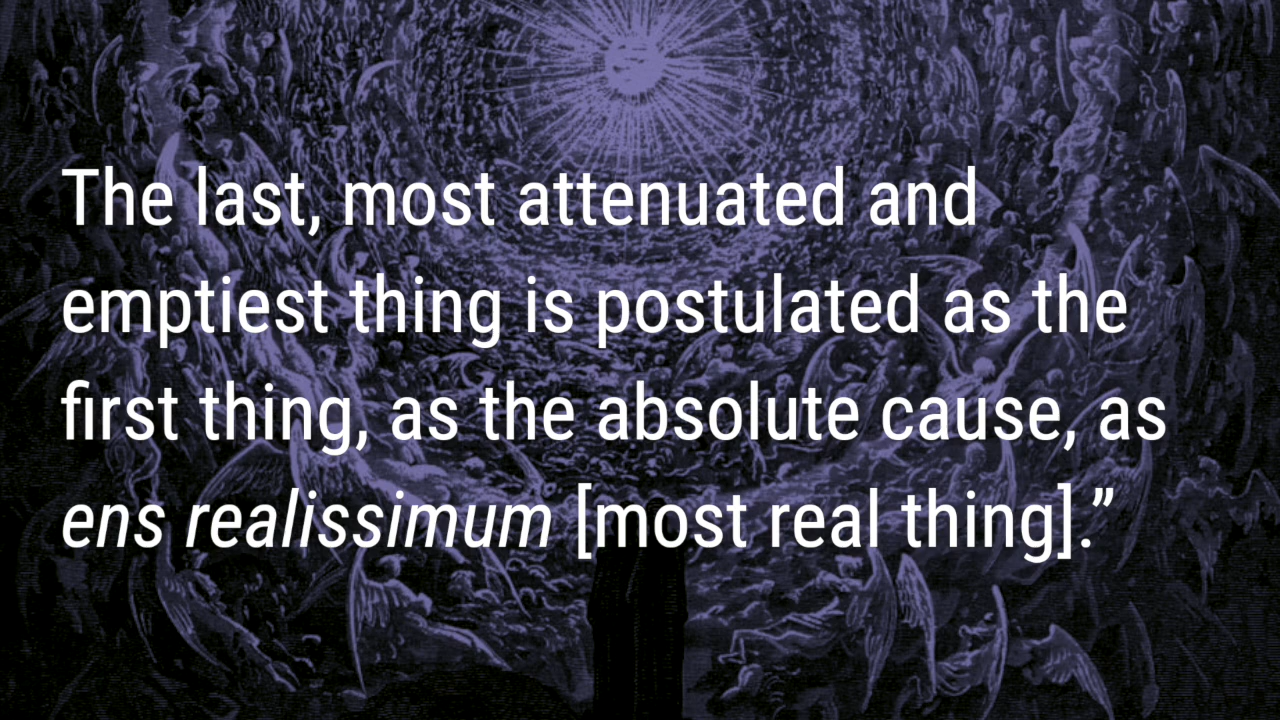 The last, most attenuated and
emptiest thing is postulated as the
first thing, as the absolute cause, as
ens realissimum [most real thing].”